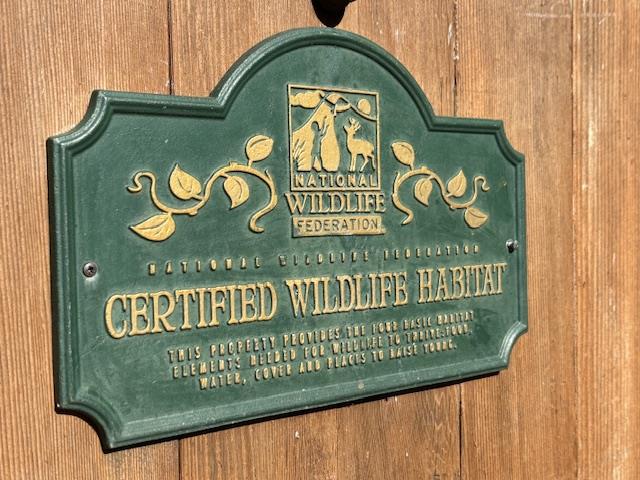 NATIONAL
WILDLIFE
FEDERATION
NATIONAL WILDLIFE FEDERATION
CERTIFIED WILDLIFE HABITAT
THIS PROPERTY PROVIDES THE FOUR BASIC HABITAT
ELEMENTS NEEDED FOR WILDLIFE TO THRIVE: FOOD,
WATER, COVER AND PLACES TO RAISE YOUNG.